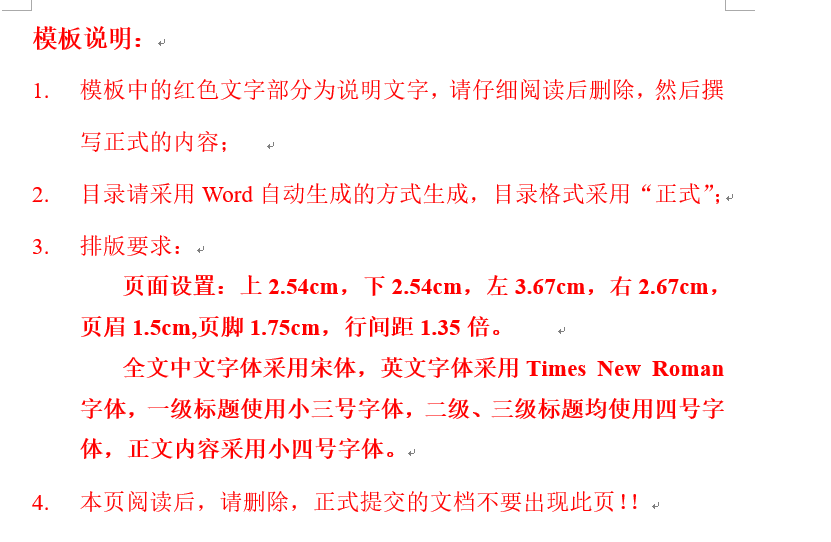 模板说明：
1. 模板中的红色文字部分为说明文字，请仔细阅读后删除，然后撰
写正式的内容；
2. 目录请采用 Word 自动生成的方式生成，目录格式采用“正式”；
3. 排版要求：
页面设置：上 2.54cm，下 2.54cm，左 3.67cm，右 2.67cm，
页眉 1.5cm,页脚 1.75cm，行间距 1.35 倍。
全文中文字体采用宋体，英文字体采用 Times New Roman
字体，一级标题使用小三号字体，二级、三级标题均使用四号字
体，正文内容采用小四号字体。
4. 本页阅读后，请删除，正式提交的文档不要出现此页！！